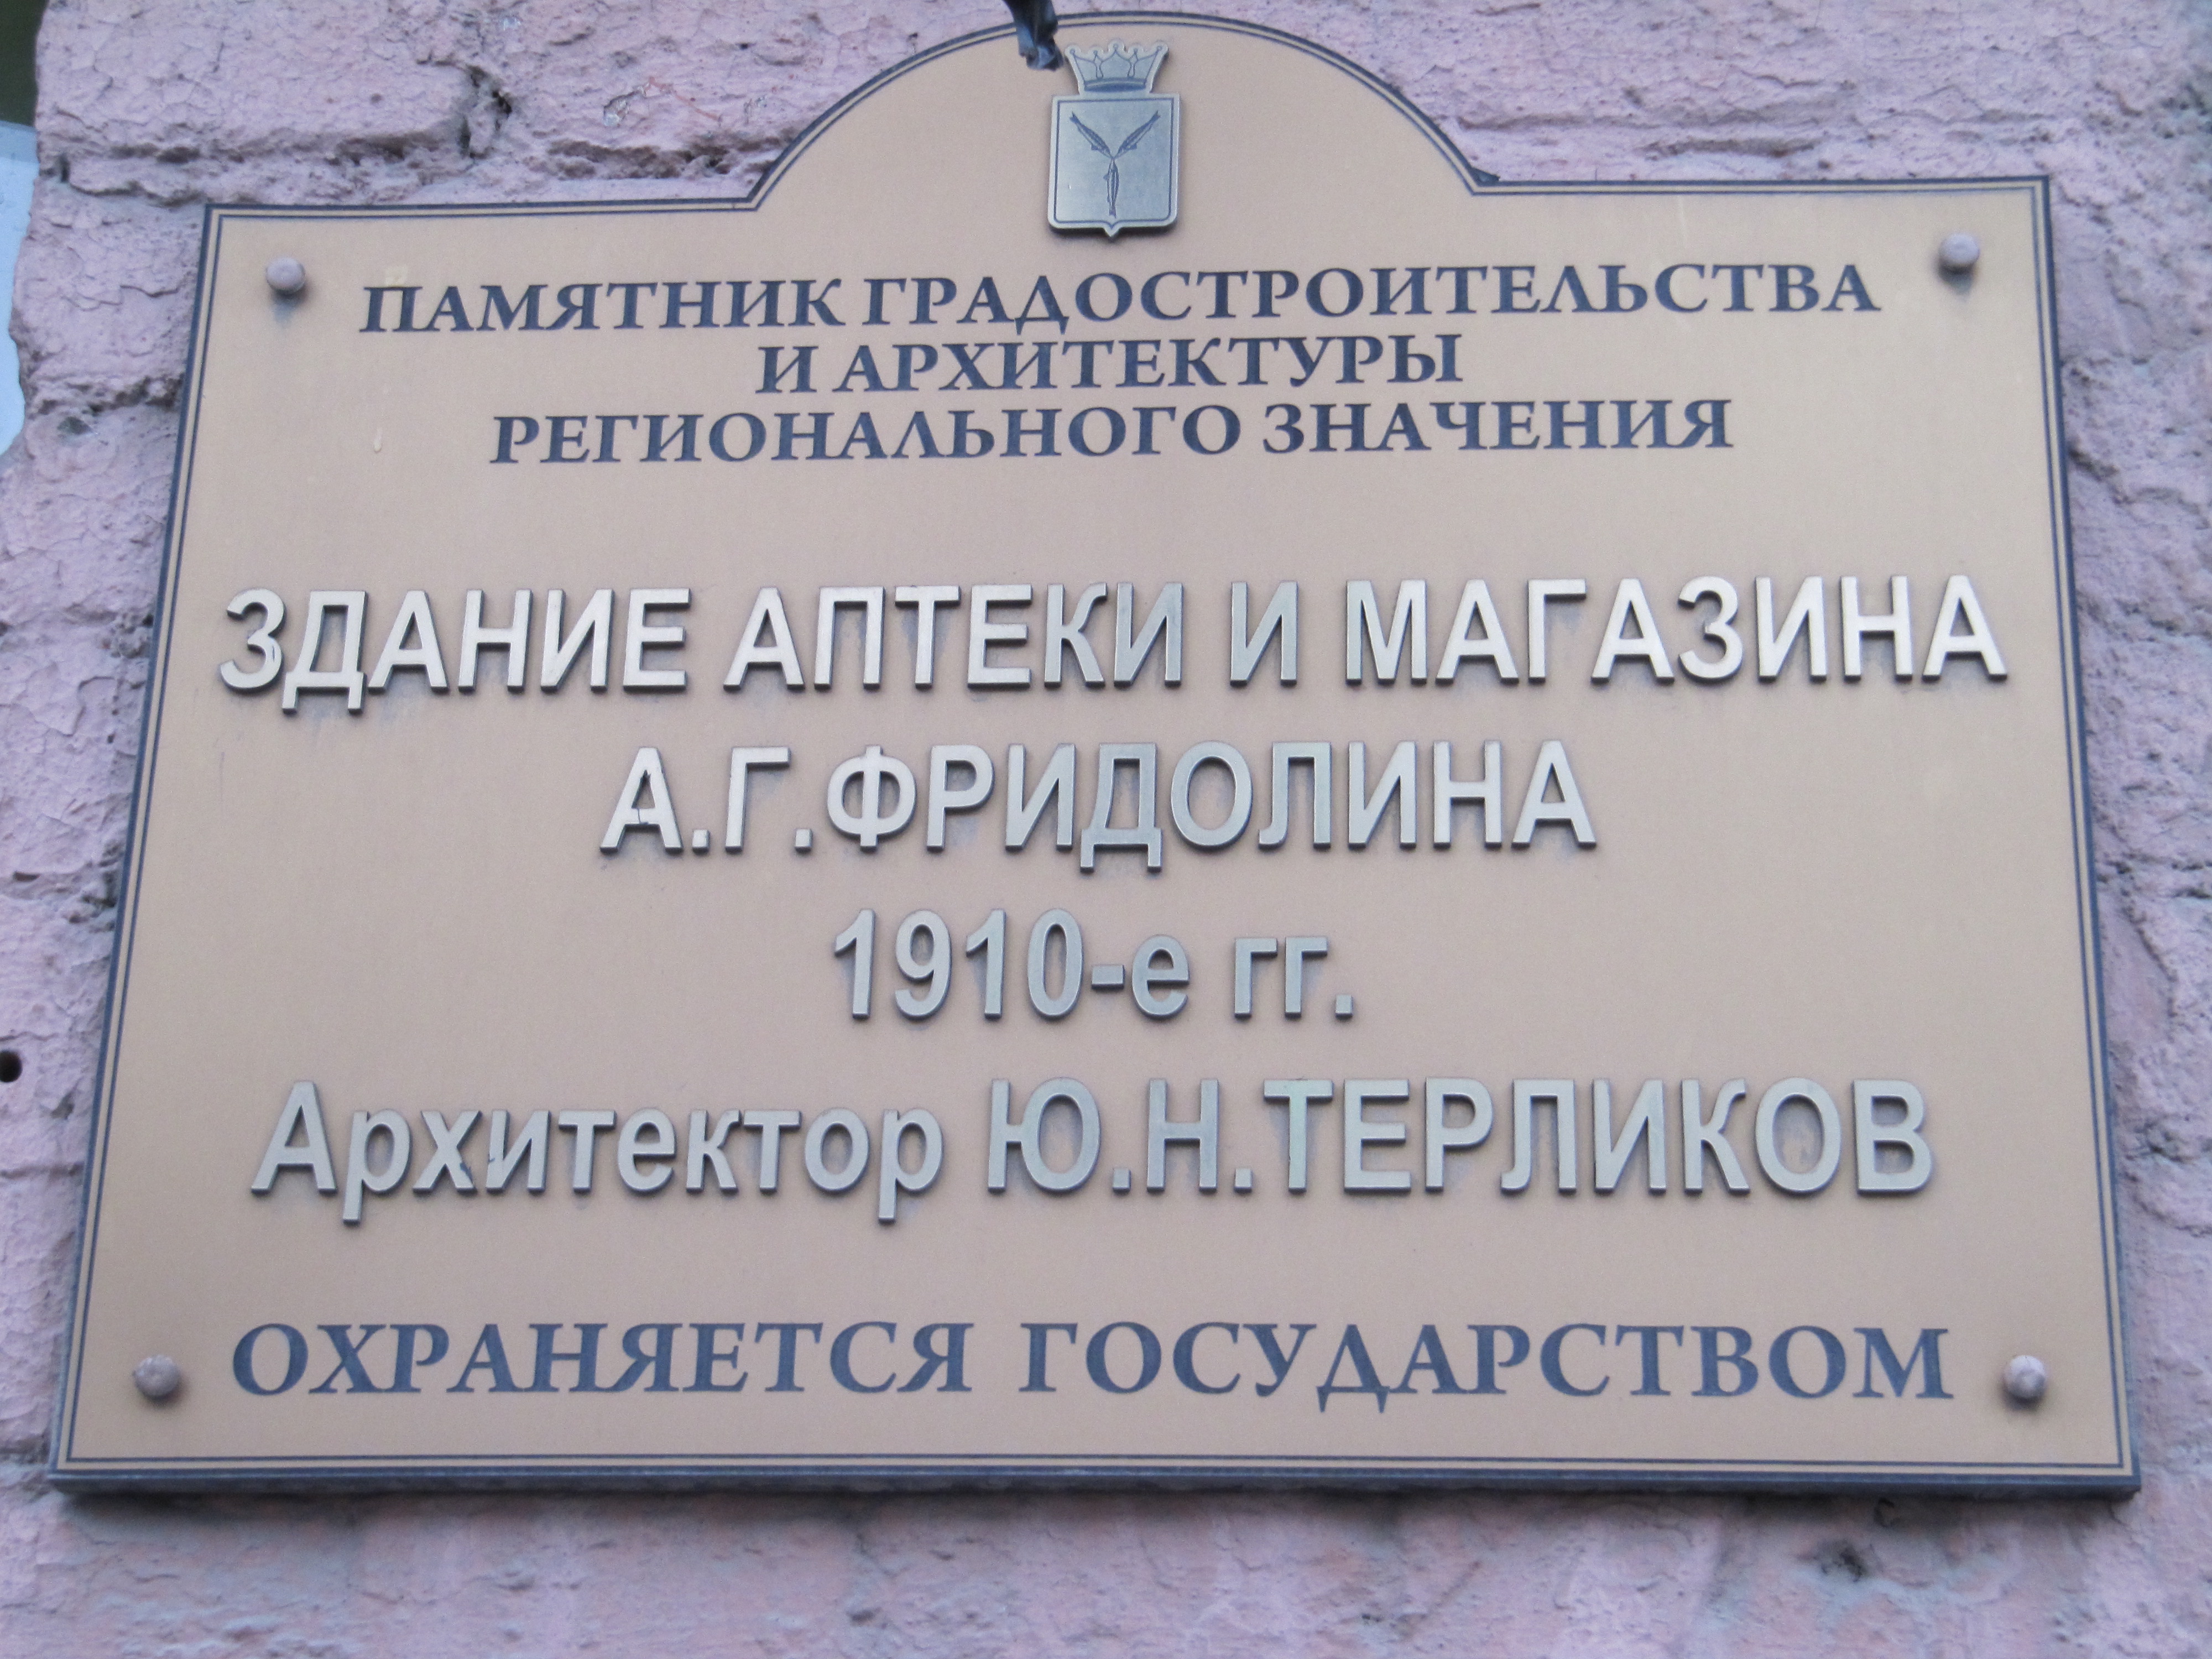 ПАМЯТНИК ГРАДОСТРОИТЕЛЬСТВА
И АРХИТЕКТУРЫ
РЕГИОНАЛЬНОГО ЗНАЧЕНИЯ
ЗДАНИЕ АПТЕКИ И МАГАЗИНА
А.Г.ФРИДОЛИНА
1910-е гг.
Архитектор Ю.Н.ТЕРЛИКОВ
ОХРАНЯЕТСЯ ГОСУДАРСТВОМ